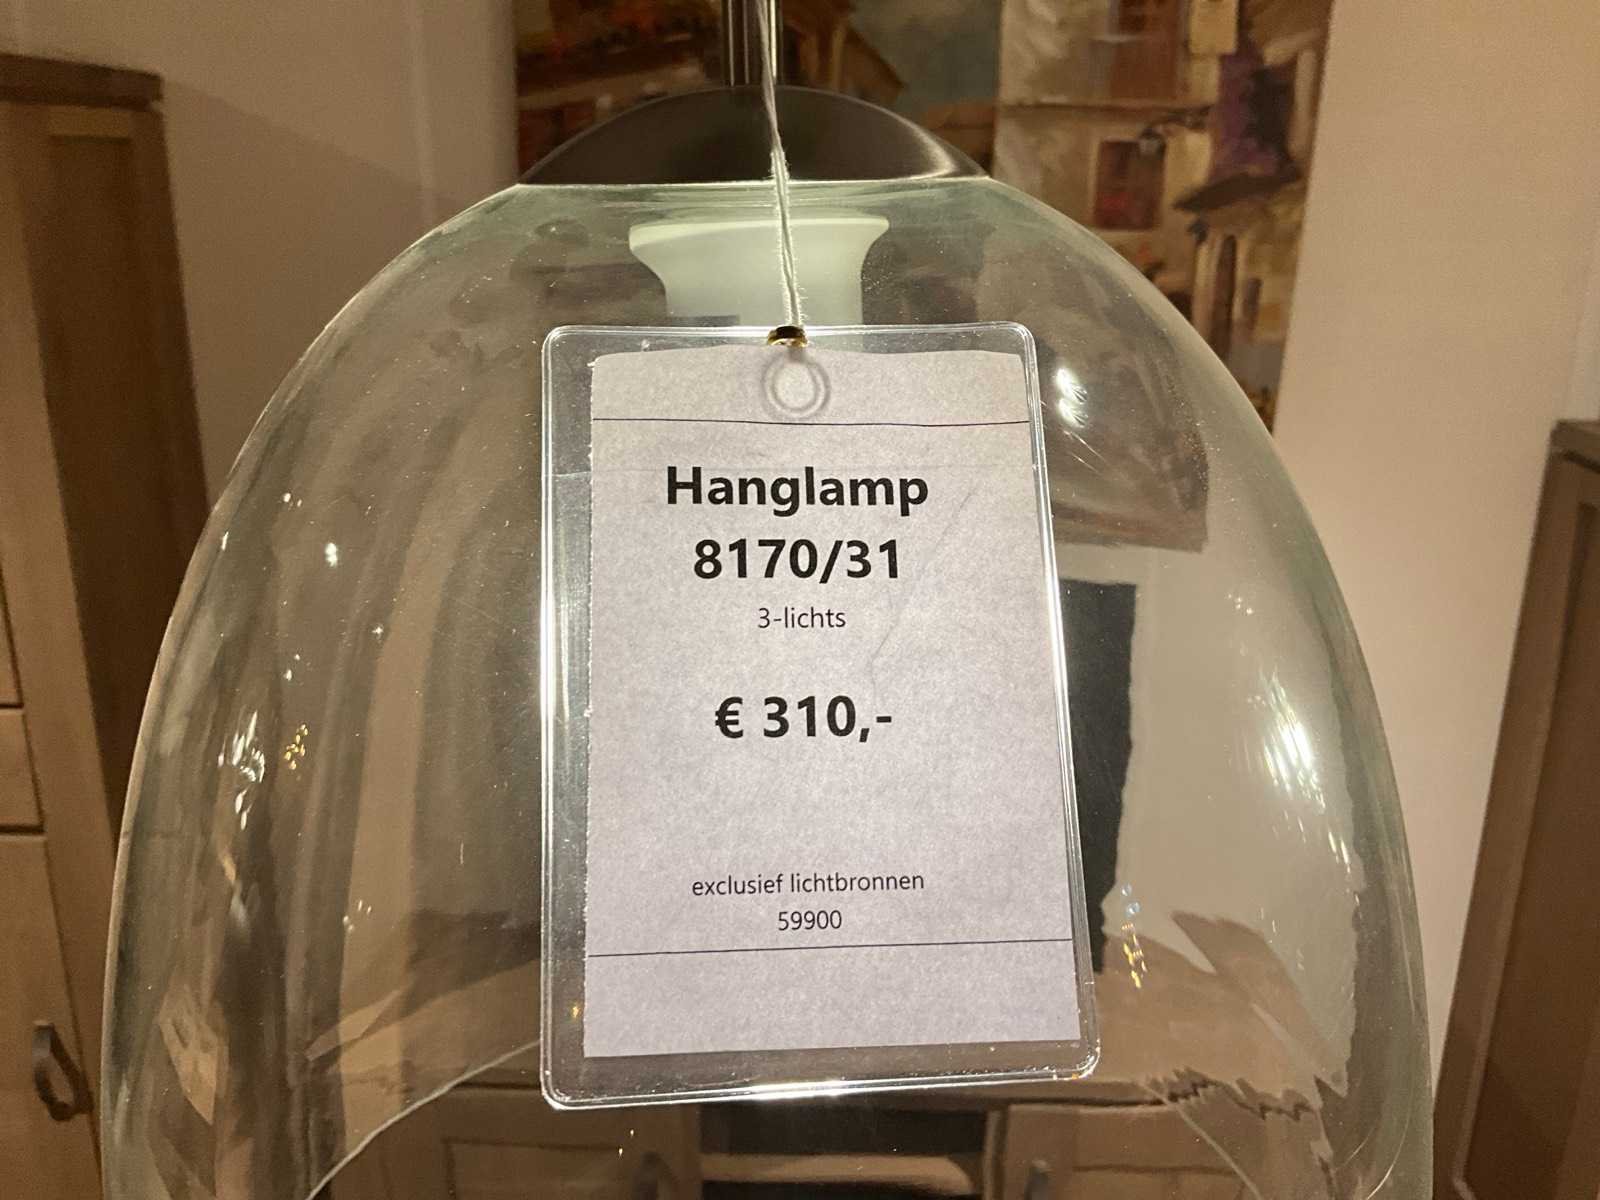 Hanglamp
8170/31
3-lichts
€ 310,-
exclusief lichtbronnen
59900